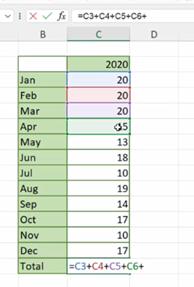 fx =C3+C4+C5+C6+
B C D
2020
Jan 20
Feb 20
Mar 20
Apr 15
May 13
Jun 18
Jul 10
Aug 19
Sep 14
Oct 17
Nov 10
Dec 17
Total =C3+C4+C5+C6+